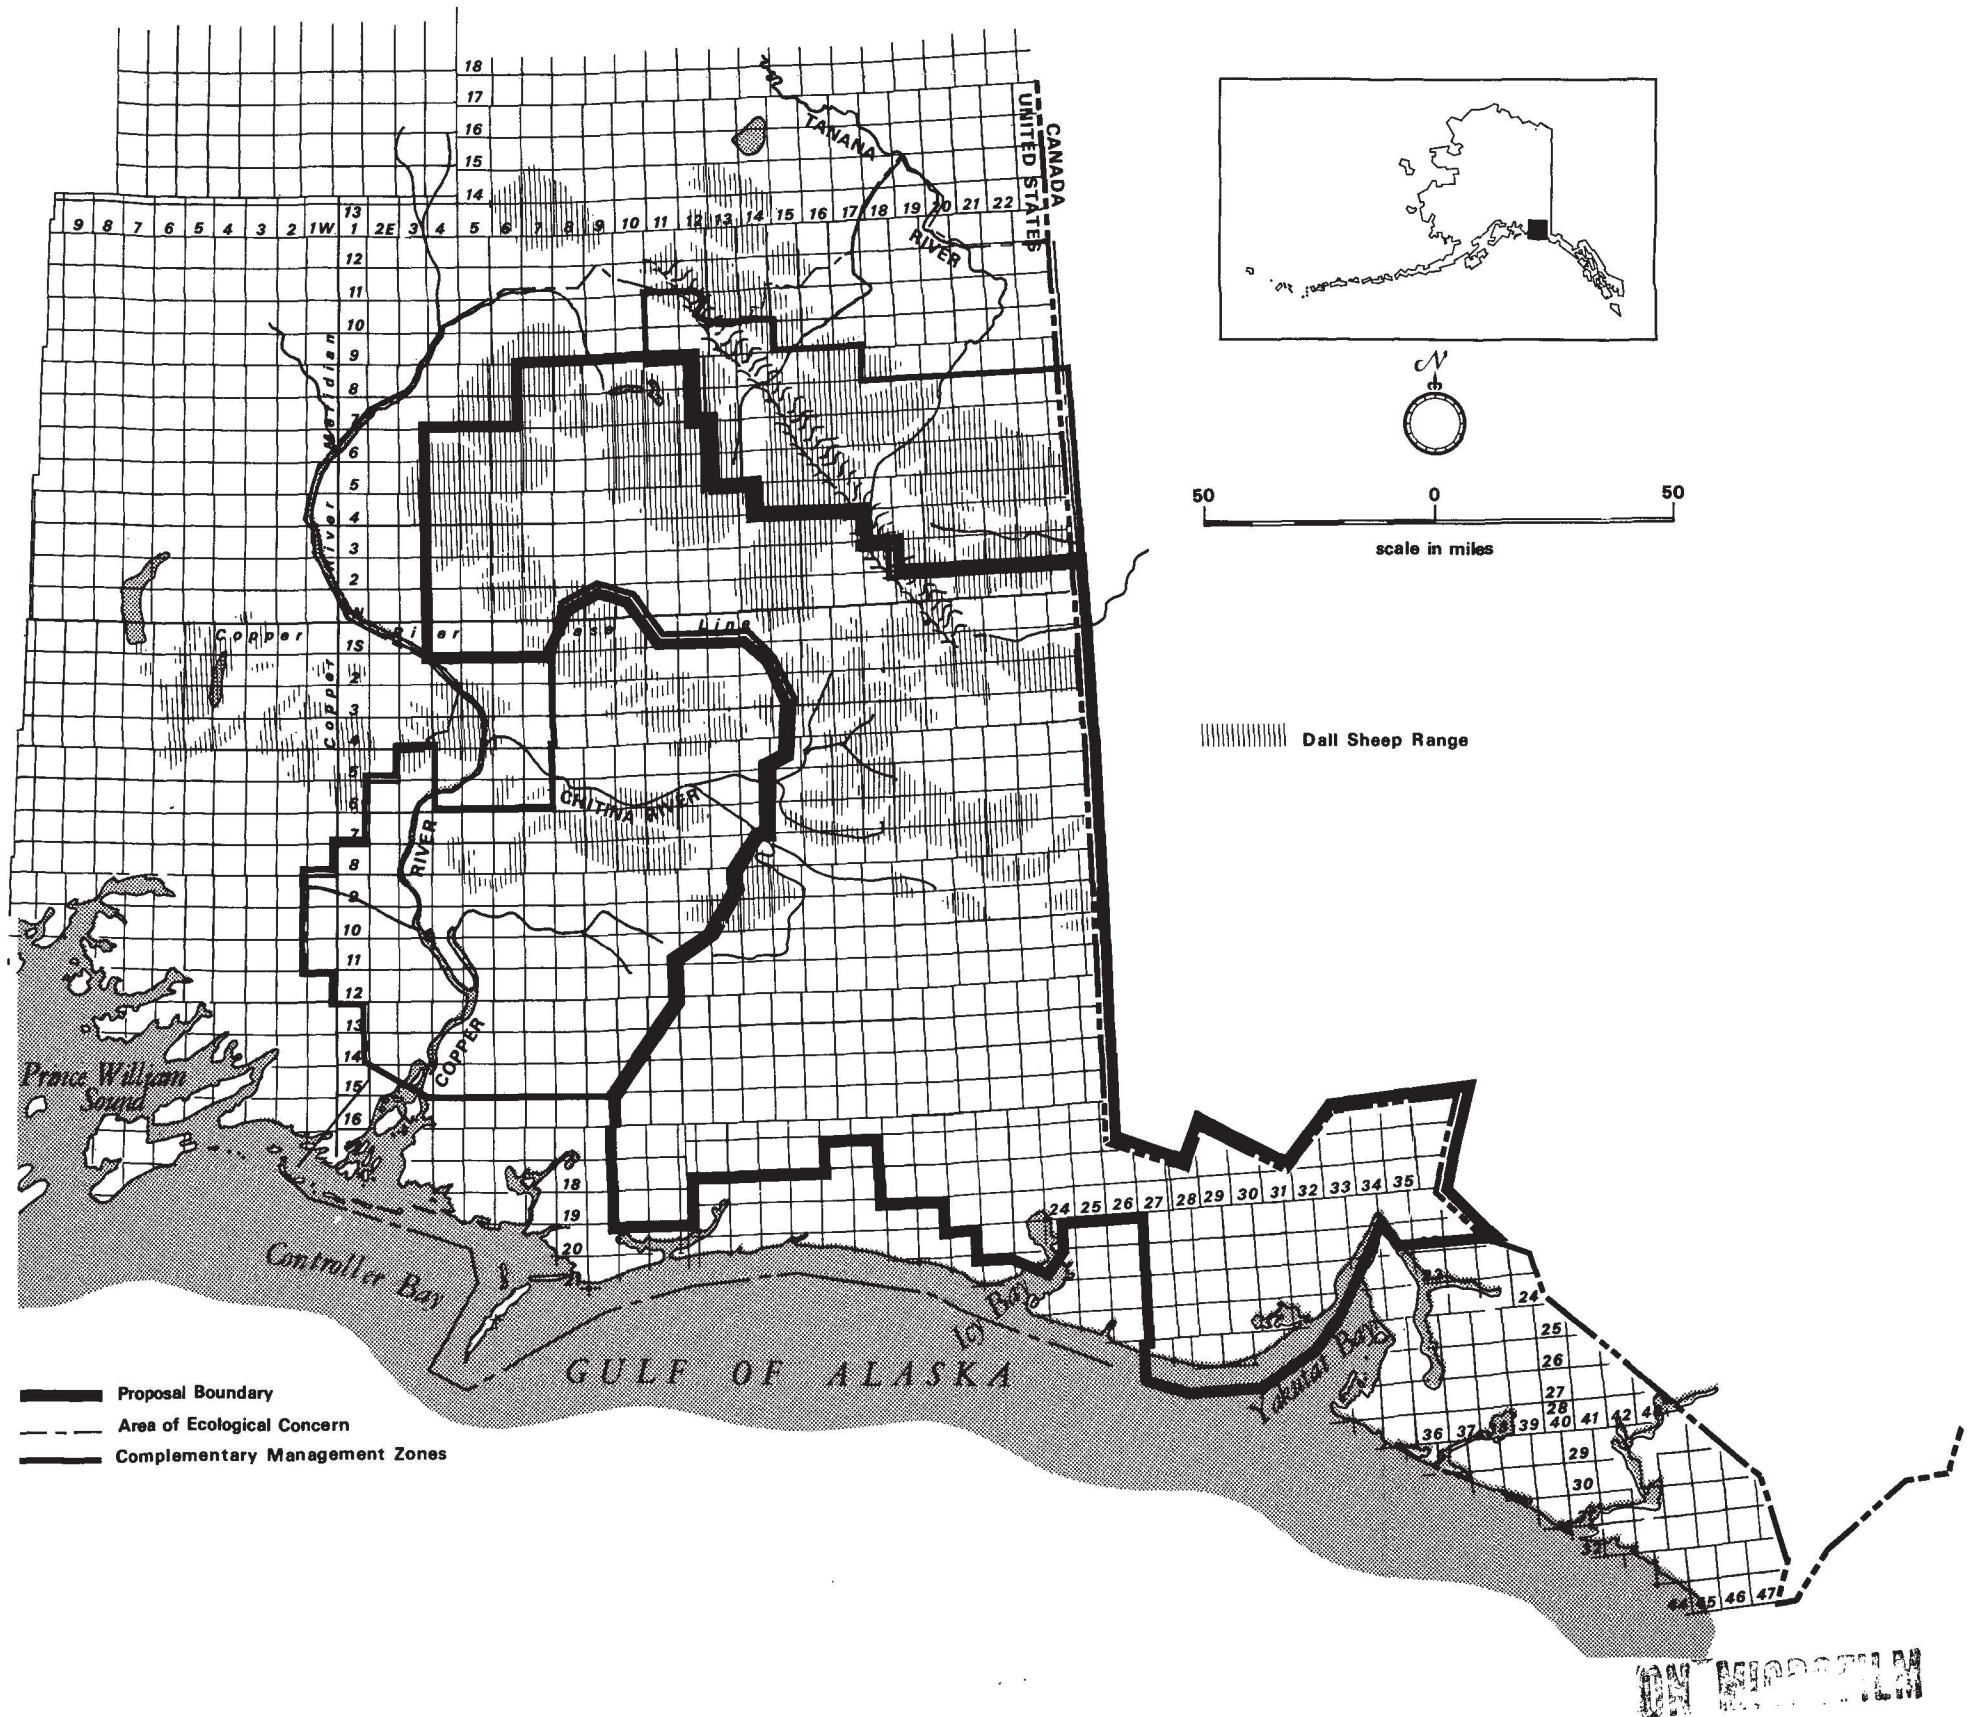 18
17
16
15
14
13
9 8 7 6 5 4 3 2 1W 1 2E 3 4 5 6 7 8 9 10 11 12 13 14 15 16 17 18 19 20 21 22
TANANA
RIVER
UNITED STATES
CANADA
12
11
10
9
8
7
6
5
4
3
2
Copper River Meridian
Copper River Base Line
1S
2
3
4
5
6
7
8
9
10
11
12
13
14
15
16
CHITINA RIVER
COPPER
RIVER
Prince William
Sound
18
19
20
Controller Bay
GULF OF ALASKA
Icy Bay
Yakutat Bay
24 25 26 27 28 29 30 31 32 33 34 35
24
25
26
27
28
36 37 39 40 41 42
29
30
32
44 45 46 47
N
50 0 50
scale in miles
Dall Sheep Range
Proposal Boundary
Area of Ecological Concern
Complementary Management Zones
ON MICROFILM